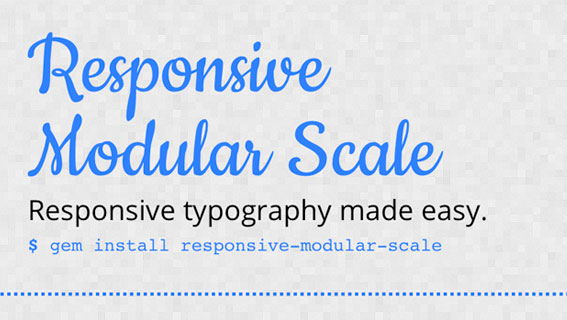 Responsive
Modular Scale
Responsive typography made easy.
$ gem install responsive-modular-scale